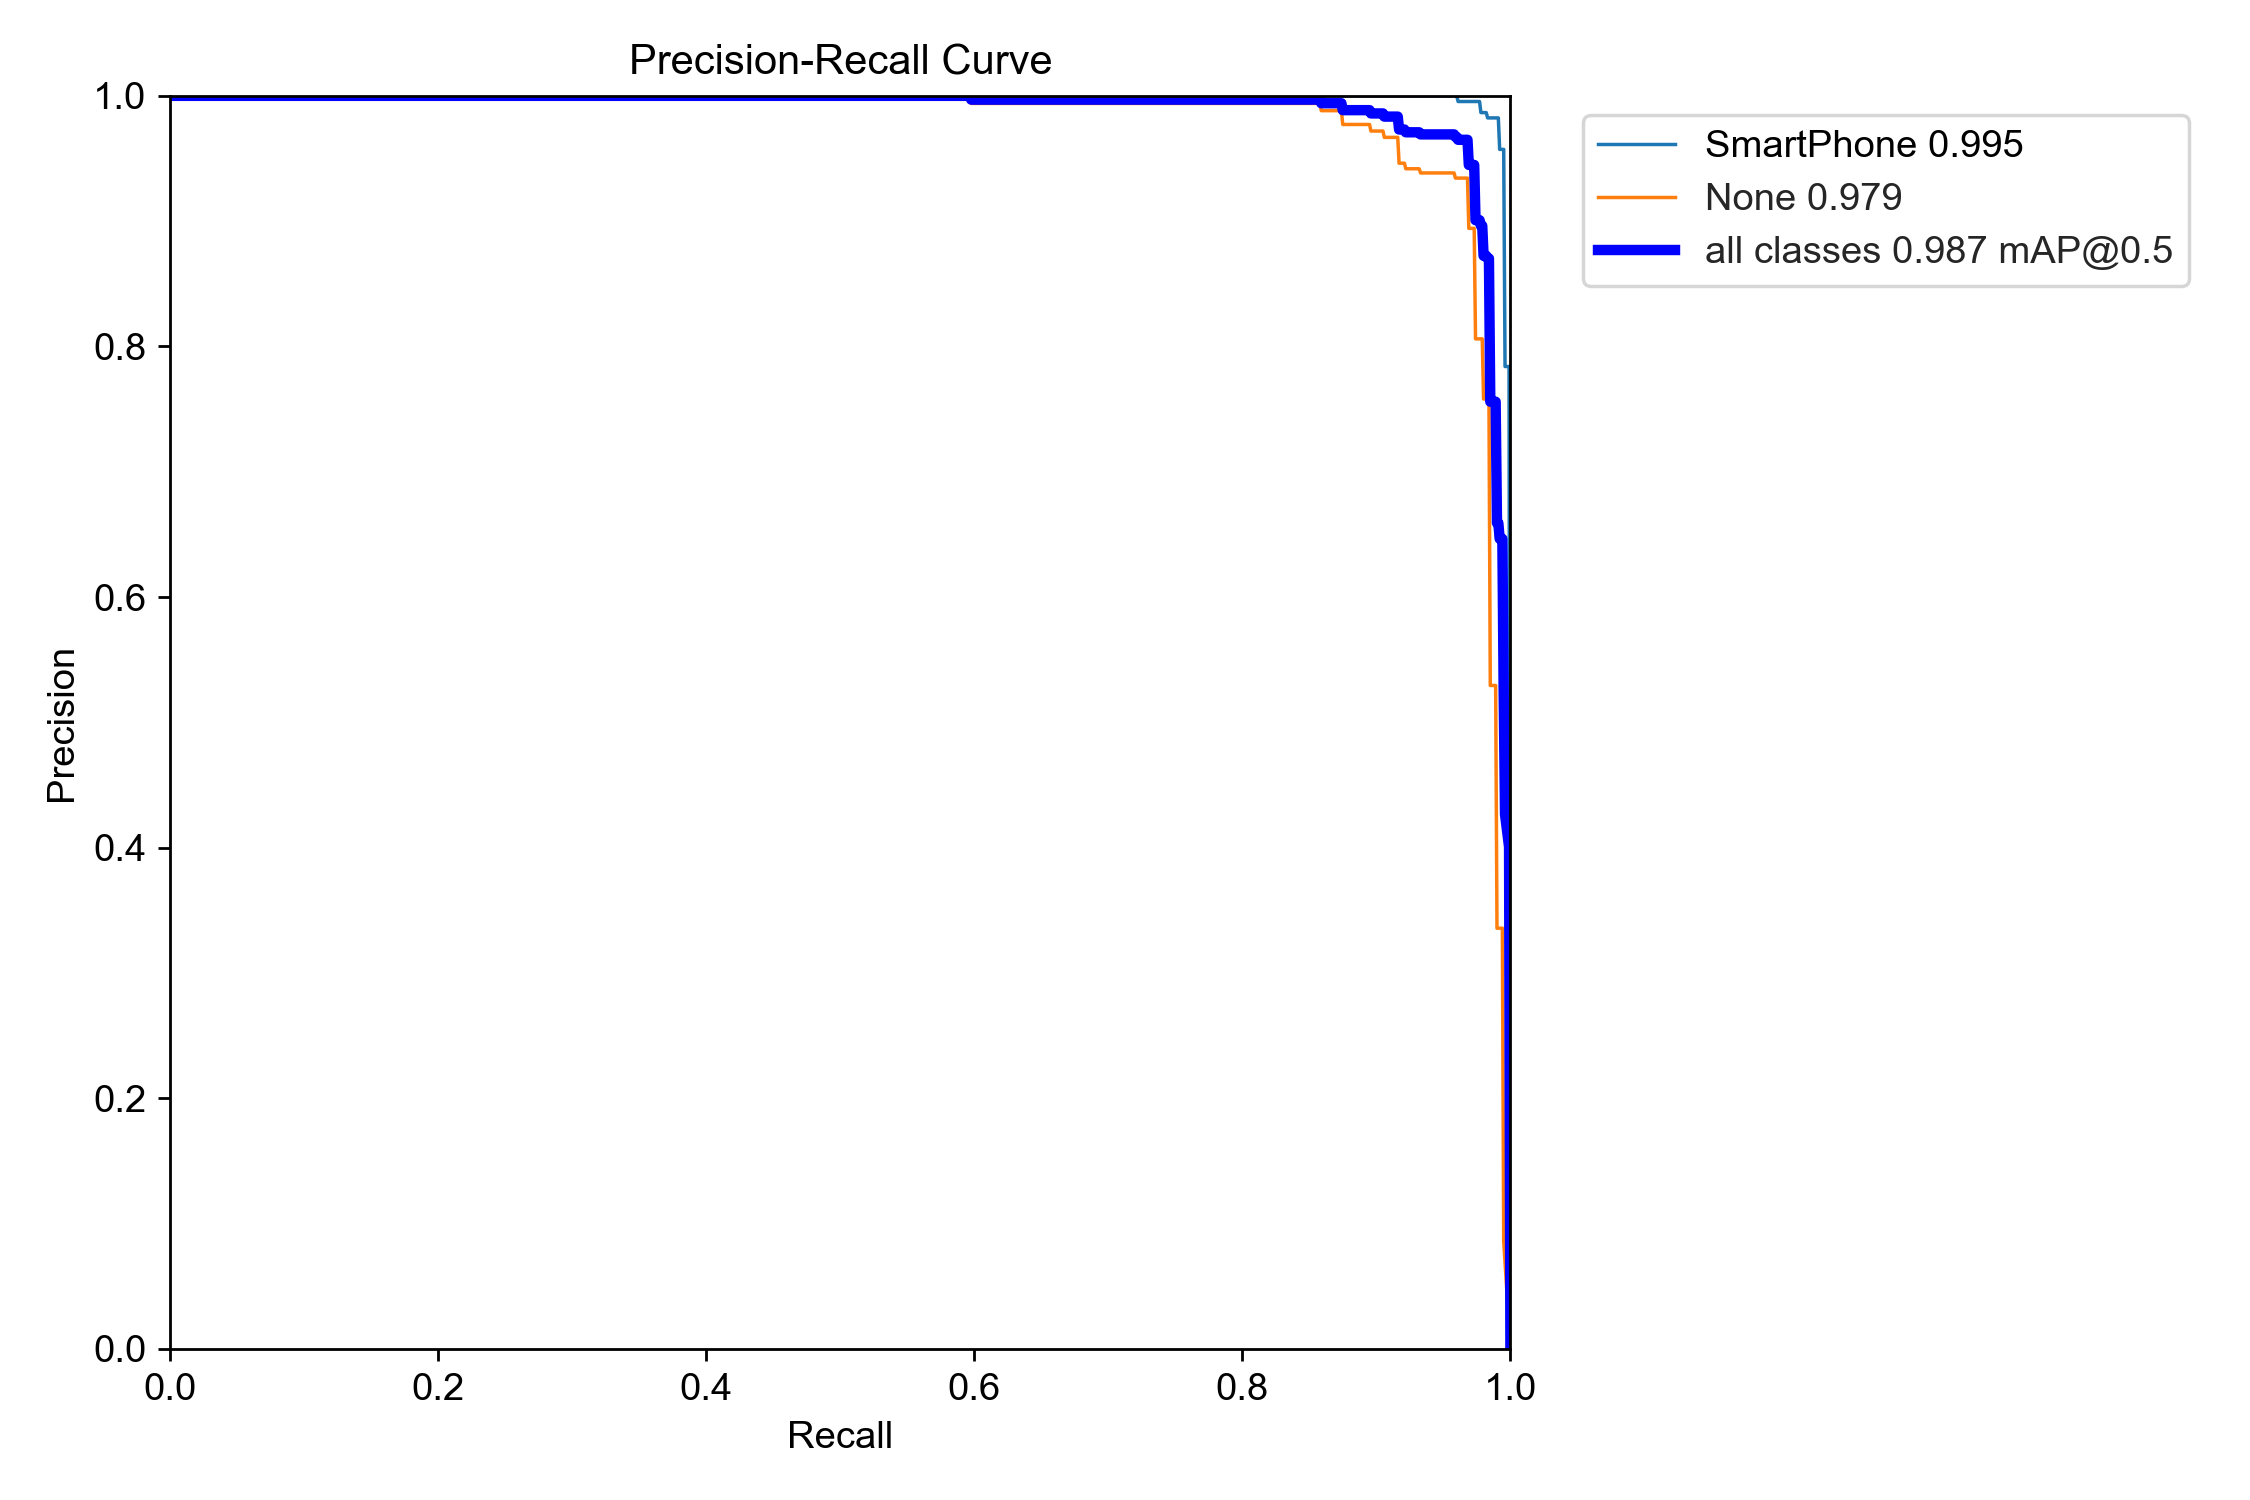 Precision-Recall Curve
1.0
0.8
0.6
0.4
0.2
0.0
Precision
0.0 0.2 0.4 0.6 0.8 1.0
Recall
SmartPhone 0.995
None 0.979
all classes 0.987 mAP@0.5